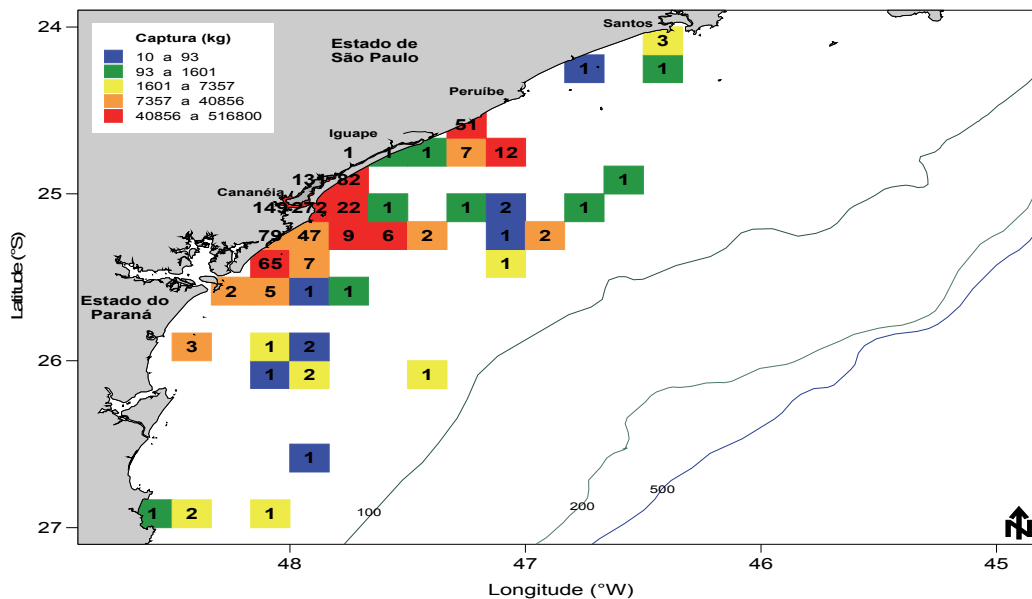 24
Santos
Captura (kg)
10 a 93
93 a 1601
1601 a 7357
7357 a 40856
40856 a 516800
Estado de
São Paulo
3
1 1
Peruíbe
51
Iguape
1 1 1 7 12
25
131 82 1
Cananéia
149 272 22 1 1 2 1
79 47 9 6 2 1 2
65 7 1
2 5 1 1
Estado do
Paraná
3 1 2
26
1 2 1
1
1 2 1
27
100
200
500
N
48 47 46 45
Longitude (°W)
Latitude(°S)